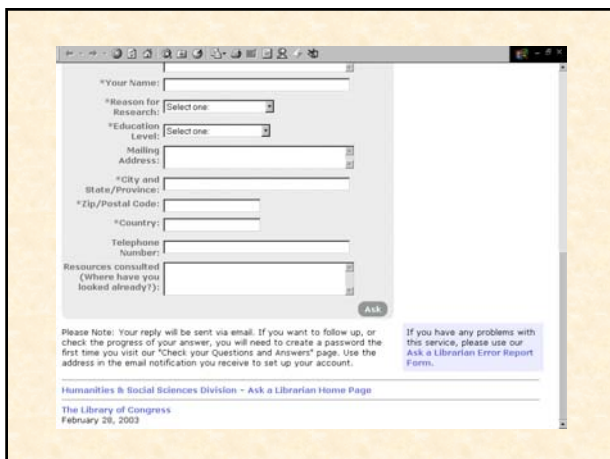 *Your Name:
*Reason for
Research:
Select one:
*Education
Level:
Select one:
Mailing
Address:
*City and
State/Province:
*Zip/Postal Code:
*Country:
Telephone
Number:
Resources consulted
(Where have you
looked already?):
Ask
Please Note: Your reply will be sent via email. If you want to follow up, or
check the progress of your answer, you will need to create a password the
first time you visit our "Check your Questions and Answers" page. Use the
address in the email notification you receive to set up your account.
If you have any problems with
this service, please use our
Ask a Librarian Error Report
Form.
Humanities & Social Sciences Division - Ask a Librarian Home Page
The Library of Congress
February 28, 2003